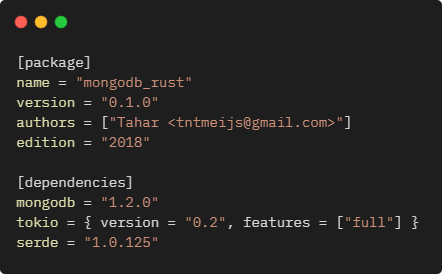 [package]
name = "mongodb_rust"
version = "0.1.0"
authors = ["Tahar <tntmeijs@gmail.com>"]
edition = "2018"

[dependencies]
mongodb = "1.2.0"
tokio = { version = "0.2", features = ["full"] }
serde = "1.0.125"